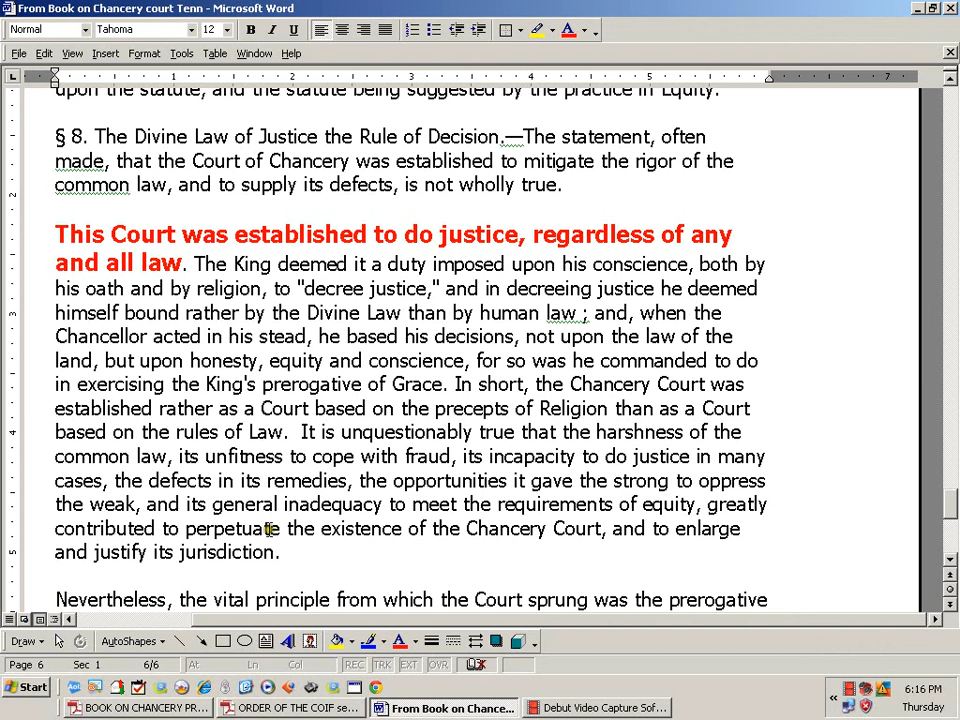 From Book on Chancery court Tenn - Microsoft Word
Normal Tahoma 12 B I U A
File Edit View Insert Format Tools Table Window Help
L 1 2 3 4 5 7
upon the statute, and the statute being suggested by the practice in Equity.
§ 8. The Divine Law of Justice the Rule of Decision.—The statement, often
made, that the Court of Chancery was established to mitigate the rigor of the
common law, and to supply its defects, is not wholly true.
This Court was established to do justice, regardless of any
and all law. The King deemed it a duty imposed upon his conscience, both by
his oath and by religion, to "decree justice," and in decreeing justice he deemed
himself bound rather by the Divine Law than by human law ; and, when the
Chancellor acted in his stead, he based his decisions, not upon the law of the
land, but upon honesty, equity and conscience, for so was he commanded to do
in exercising the King's prerogative of Grace. In short, the Chancery Court was
established rather as a Court based on the precepts of Religion than as a Court
based on the rules of Law.  It is unquestionably true that the harshness of the
common law, its unfitness to cope with fraud, its incapacity to do justice in many
cases, the defects in its remedies, the opportunities it gave the strong to oppress
the weak, and its general inadequacy to meet the requirements of equity, greatly
contributed to perpetuate the existence of the Chancery Court, and to enlarge
and justify its jurisdiction.
Nevertheless, the vital principle from which the Court sprung was the prerogative
Draw AutoShapes A
Page 6 Sec 1 6/6 At Ln Col REC TRK EXT OVR
Start
6:16 PM
Thursday
BOOK ON CHANCERY PR... ORDER OF THE COIF se... From Book on Chance... Debut Video Capture Sof...